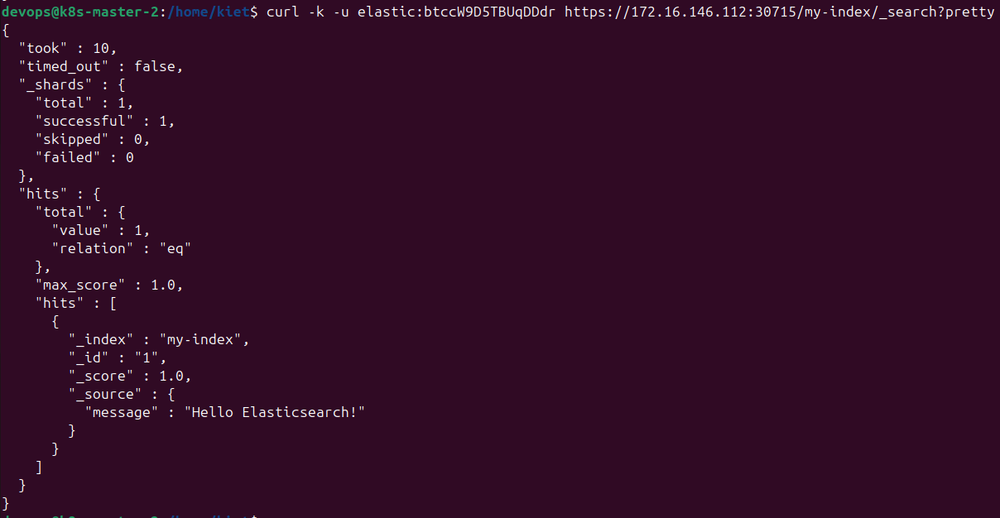 devops@k8s-master-2:/home/kiet$ curl -k -u elastic:btccW9D5TBUqDDdr https://172.16.146.112:30715/my-index/_search?pretty
{
  "took" : 10,
  "timed_out" : false,
  "_shards" : {
    "total" : 1,
    "successful" : 1,
    "skipped" : 0,
    "failed" : 0
  },
  "hits" : {
    "total" : {
      "value" : 1,
      "relation" : "eq"
    },
    "max_score" : 1.0,
    "hits" : [
      {
        "_index" : "my-index",
        "_id" : "1",
        "_score" : 1.0,
        "_source" : {
          "message" : "Hello Elasticsearch!"
        }
      }
    ]
  }
}